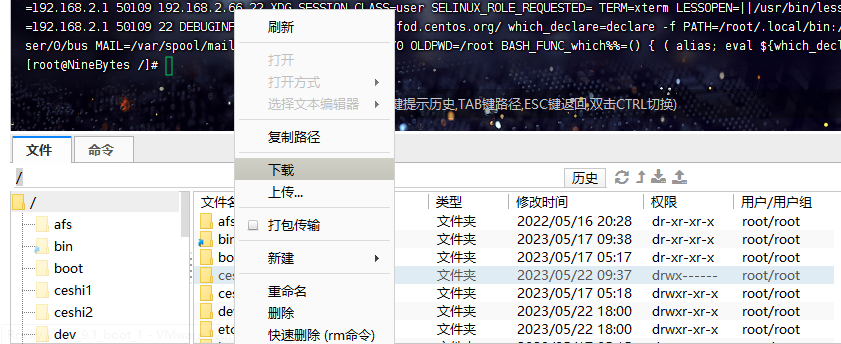 =192.168.2.1 50109 192.168.2.66 22 XDG_SESSION_CLASS=user SELINUX_ROLE_REQUESTED= TERM=xterm LESSOPEN=||/usr/bin/less
=192.168.2.1 50109 22 DEBUGINF fod.centos.org/ which_declare=declare -f PATH=/root/.local/bin:/
ser/0/bus MAIL=/var/spool/mail 0 OLDPWD=/root BASH_FUNC_which%%=() { ( alias; eval ${which_decl
[root@NineBytes /]#
键提示历史,TAB键路径,ESC键返回,双击CTRL切换)
刷新
打开
打开方式
选择文本编辑器
复制路径
下载
上传...
打包传输
新建
重命名
删除
快速删除 (rm命令)
文件 命令
/ 历史
/
afs
bin
boot
ceshi1
ceshi2
dev
文件名 类型 修改时间 权限 用户/用户组
afs 文件夹 2022/05/16 20:28 dr-xr-xr-x root/root
bin 文件夹 2023/05/17 09:38 dr-xr-xr-x root/root
bo 文件夹 2023/05/17 05:17 dr-xr-xr-x root/root
ces 文件夹 2023/05/22 09:37 drwx------ root/root
ces 文件夹 2023/05/17 05:18 drwxr-xr-x root/root
dev 文件夹 2023/05/22 18:00 drwxr-xr-x root/root
etc 文件夹 2023/05/22 18:00 drwxr-xr-x root/root